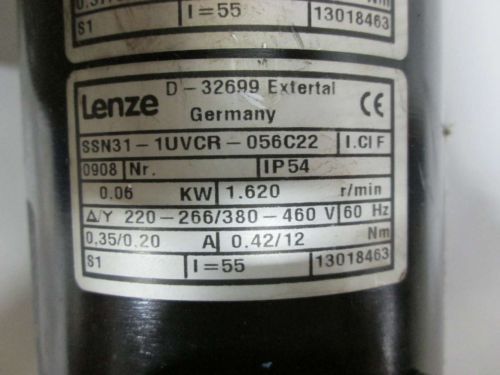 S1 I=55 13018463
Lenze D-32699 Extertal
Germany CE
SSN31-1UVCR-056C22 I.Cl F
0908 Nr. IP54
0.06 KW 1.620 r/min
Δ/Y 220-266/380-460 V 60 Hz
0,35/0.20 A 0.42/12 Nm
S1 I=55 13018463